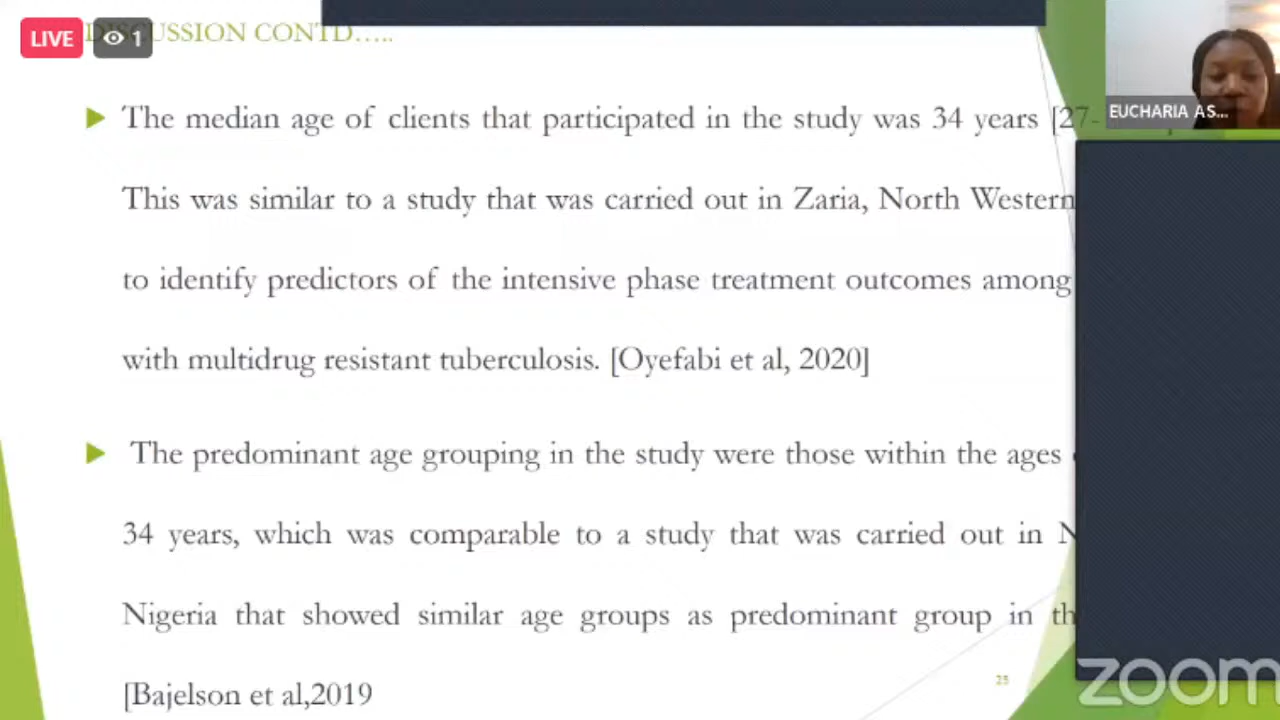 LIVE 1
DISCUSSION CONTD…..
EUCHARIA AS...
The median age of clients that participated in the study was 34 years [27-
This was similar to a study that was carried out in Zaria, North Western
to identify predictors of the intensive phase treatment outcomes among
with multidrug resistant tuberculosis. [Oyefabi et al, 2020]
The predominant age grouping in the study were those within the ages
34 years, which was comparable to a study that was carried out in N
Nigeria that showed similar age groups as predominant group in th
[Bajelson et al,2019
25
zoom